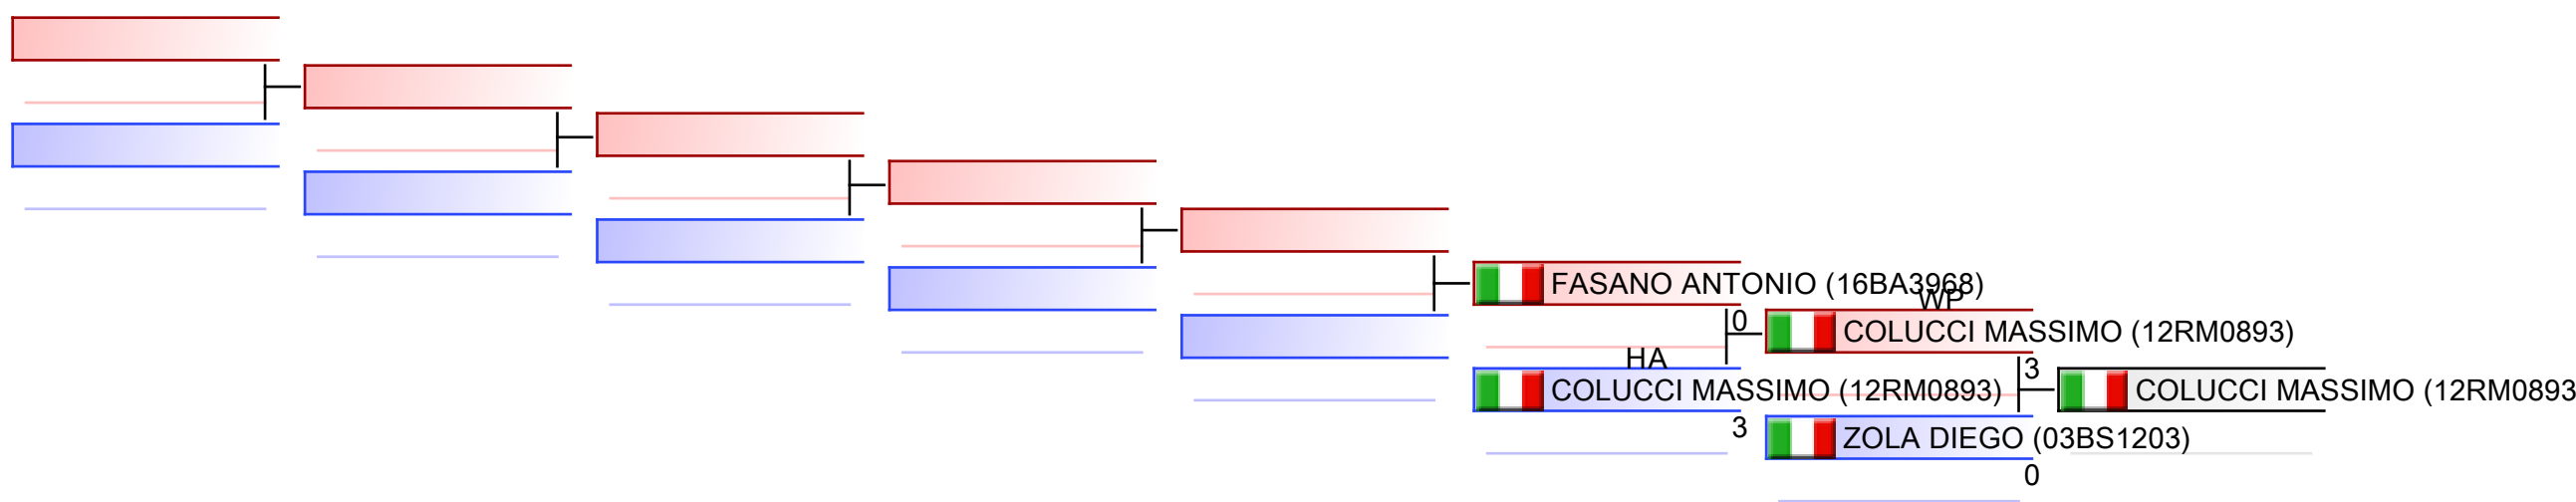 FASANO ANTONIO (16BA3968)
WP
0
COLUCCI MASSIMO (12RM0893)
HA
3
COLUCCI MASSIMO (12RM0893)
COLUCCI MASSIMO (12RM0893
3
ZOLA DIEGO (03BS1203)
0